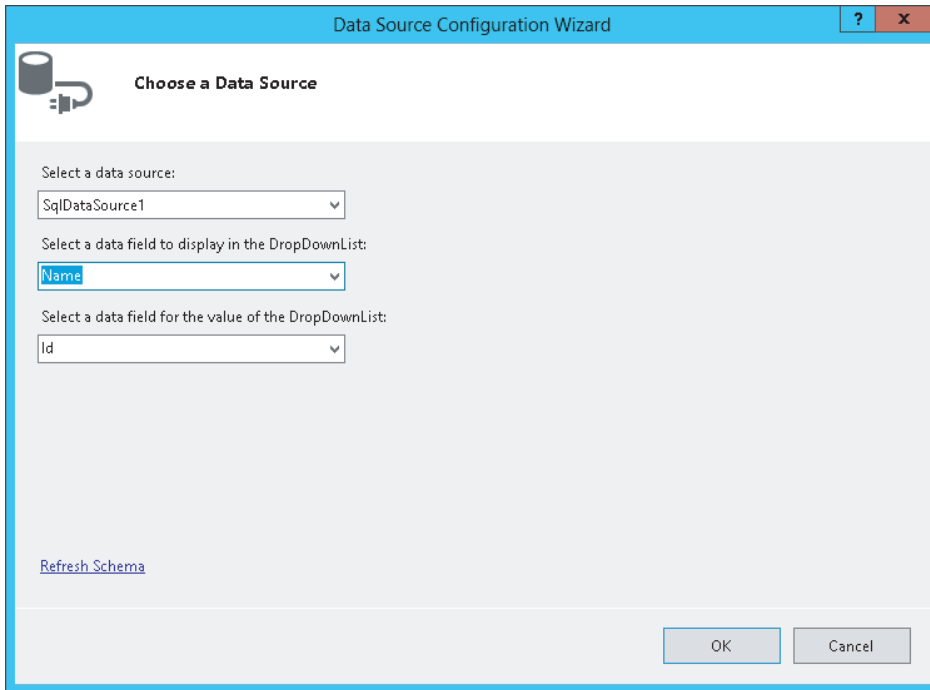 Data Source Configuration Wizard
?
x
Choose a Data Source
Select a data source:
SqlDataSource1
Select a data field to display in the DropDownList:
Name
Select a data field for the value of the DropDownList:
Id
Refresh Schema
OK
Cancel